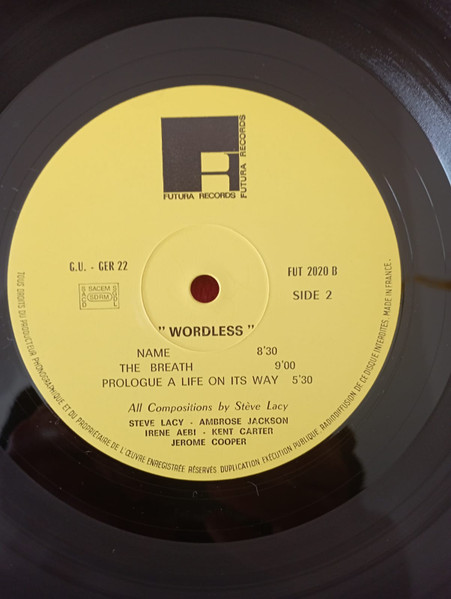 FUTURA RECORDS
FUTURA RECORDS
G.U. - GER 22
FUT 2020 B
SACEM
SDRM
SIDE 2
" WORDLESS "
NAME 8'30
THE BREATH 9'00
PROLOGUE A LIFE ON ITS WAY 5'30
All Compositions by Stève Lacy
STEVE LACY - AMBROSE JACKSON
IRENE AEBI - KENT CARTER
JEROME COOPER
TOUS DROITS DU PRODUCTEUR PHONOGRAPHIQUE ET DU PROPRIÉTAIRE DE L'ŒUVRE ENREGISTRÉE RÉSERVÉS. DUPLICATION EXÉCUTION PUBLIQUE, RADIODIFFUSION DE CE DISQUE INTERDITES. MADE IN FRANCE.